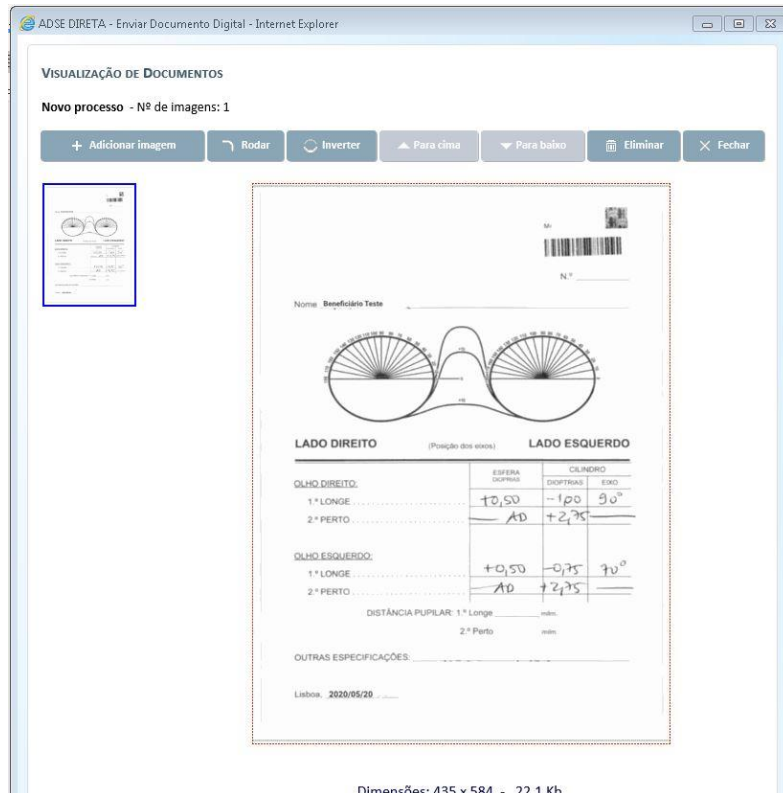 ADSE DIRETA - Enviar Documento Digital - Internet Explorer
VISUALIZAÇÃO DE DOCUMENTOS
Novo processo - Nº de imagens: 1
+ Adicionar imagem Rodar Inverter Para cima Para baixo Eliminar Fechar
N.º
Nome Beneficiário Teste
LADO DIREITO (Posição dos eixos) LADO ESQUERDO
ESFERA CILINDRO
DIOPTRIAS DIOPTRIAS EIXO
OLHO DIREITO:
1.º LONGE +0,50 -1,00 90°
2.º PERTO AD +2,75
OLHO ESQUERDO:
1.º LONGE +0,50 -0,75 70°
2.º PERTO AD +2,75
DISTÂNCIA PUPILAR: 1.º Longe m/m.
2.º Perto m/m
OUTRAS ESPECIFICAÇÕES:
Lisboa, 2020/05/20
Dimensões: 435 x 584 - 22.1 Kb